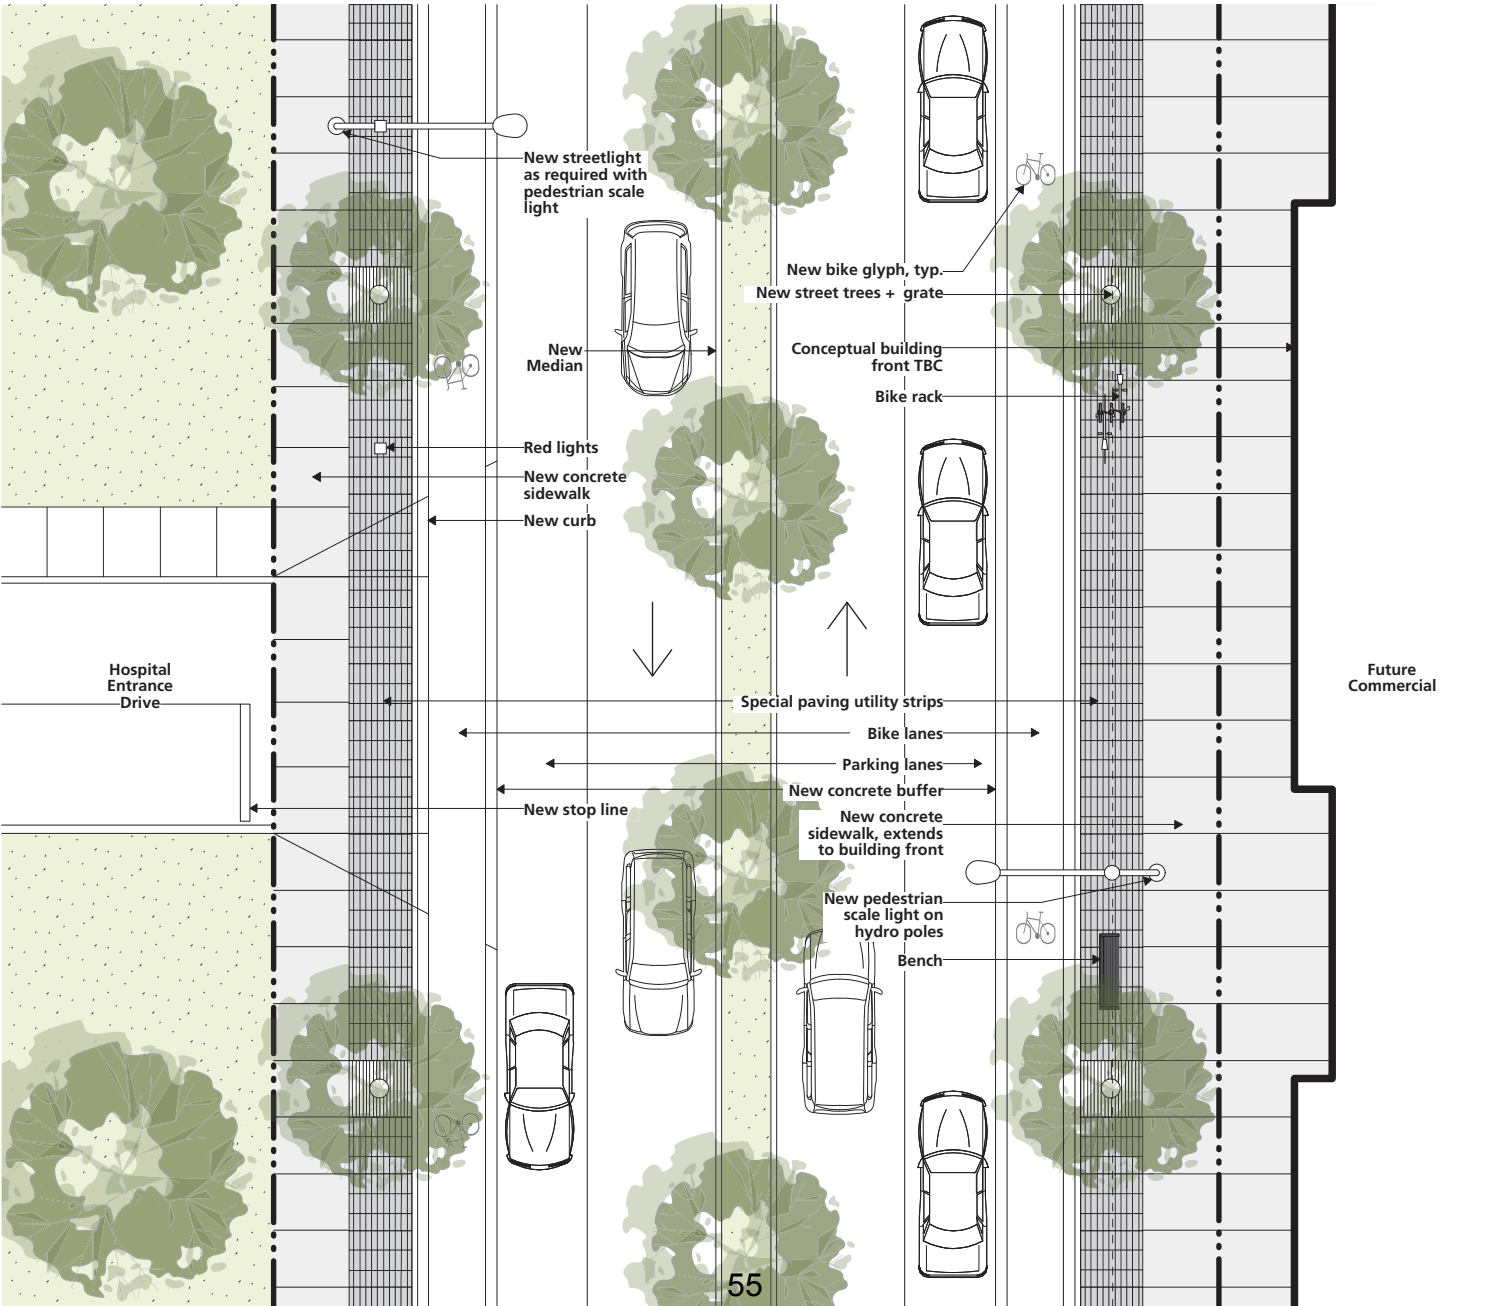 New streetlight
as required with
pedestrian scale
light
New bike glyph, typ.
New street trees + grate
New
Median
Conceptual building
front TBC
Bike rack
Red lights
New concrete
sidewalk
New curb
Hospital
Entrance
Drive
Future
Commercial
Special paving utility strips
Bike lanes
Parking lanes
New concrete buffer
New stop line
New concrete
sidewalk, extends
to building front
New pedestrian
scale light on
hydro poles
Bench
55